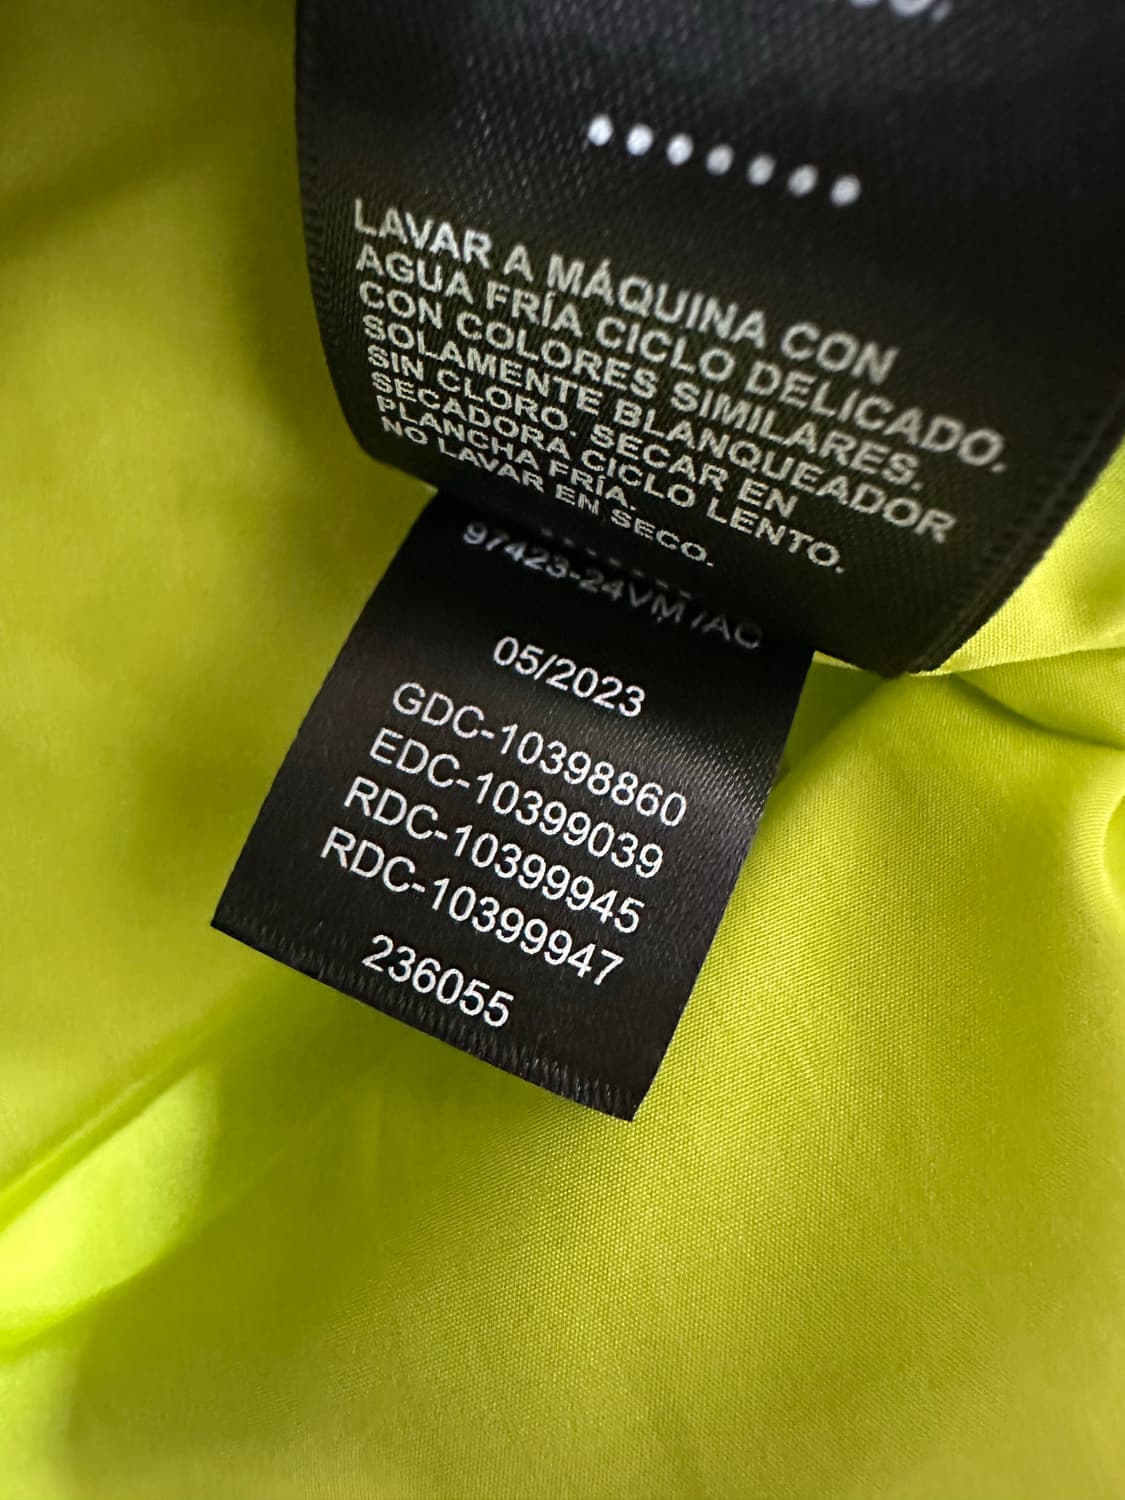 LAVAR A MÁQUINA CON
AGUA FRÍA CICLO DELICADO.
CON COLORES SIMILARES.
SOLAMENTE BLANQUEADOR
SIN CLORO. SECAR EN
SECADORA CICLO LENTO.
PLANCHA FRÍA.
NO LAVAR EN SECO.
97423-24VM
05/2023
GDC-10398860
EDC-10399039
RDC-10399945
RDC-10399947
236055